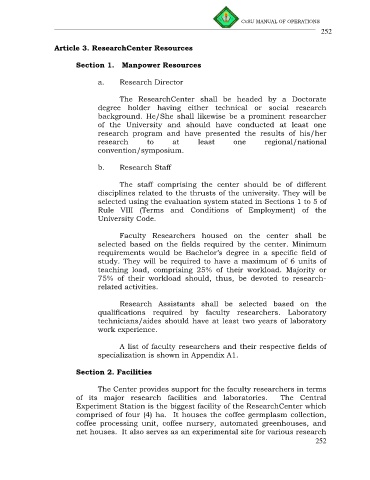 CvSU MANUAL OF OPERATIONS
252
Article 3. ResearchCenter Resources
Section 1. Manpower Resources
a. Research Director
The ResearchCenter shall be headed by a Doctorate
degree holder having either technical or social research
background. He/She shall likewise be a prominent researcher
of the University and should have conducted at least one
research program and have presented the results of his/her
research to at least one regional/national
convention/symposium.
b. Research Staff
The staff comprising the center should be of different
disciplines related to the thrusts of the university. They will be
selected using the evaluation system stated in Sections 1 to 5 of
Rule VIII (Terms and Conditions of Employment) of the
University Code.
Faculty Researchers housed on the center shall be
selected based on the fields required by the center. Minimum
requirements would be Bachelor's degree in a specific field of
study. They will be required to have a maximum of 6 units of
teaching load, comprising 25% of their workload. Majority or
75% of their workload should, thus, be devoted to research-
related activities.
Research Assistants shall be selected based on the
qualifications required by faculty researchers. Laboratory
technicians/aides should have at least two years of laboratory
work experience.
A list of faculty researchers and their respective fields of
specialization is shown in Appendix A1.
Section 2. Facilities
The Center provides support for the faculty researchers in terms
of its major research facilities and laboratories. The Central
Experiment Station is the biggest facility of the ResearchCenter which
comprised of four (4) ha. It houses the coffee germplasm collection,
coffee processing unit, coffee nursery, automated greenhouses, and
net houses. It also serves as an experimental site for various research
252